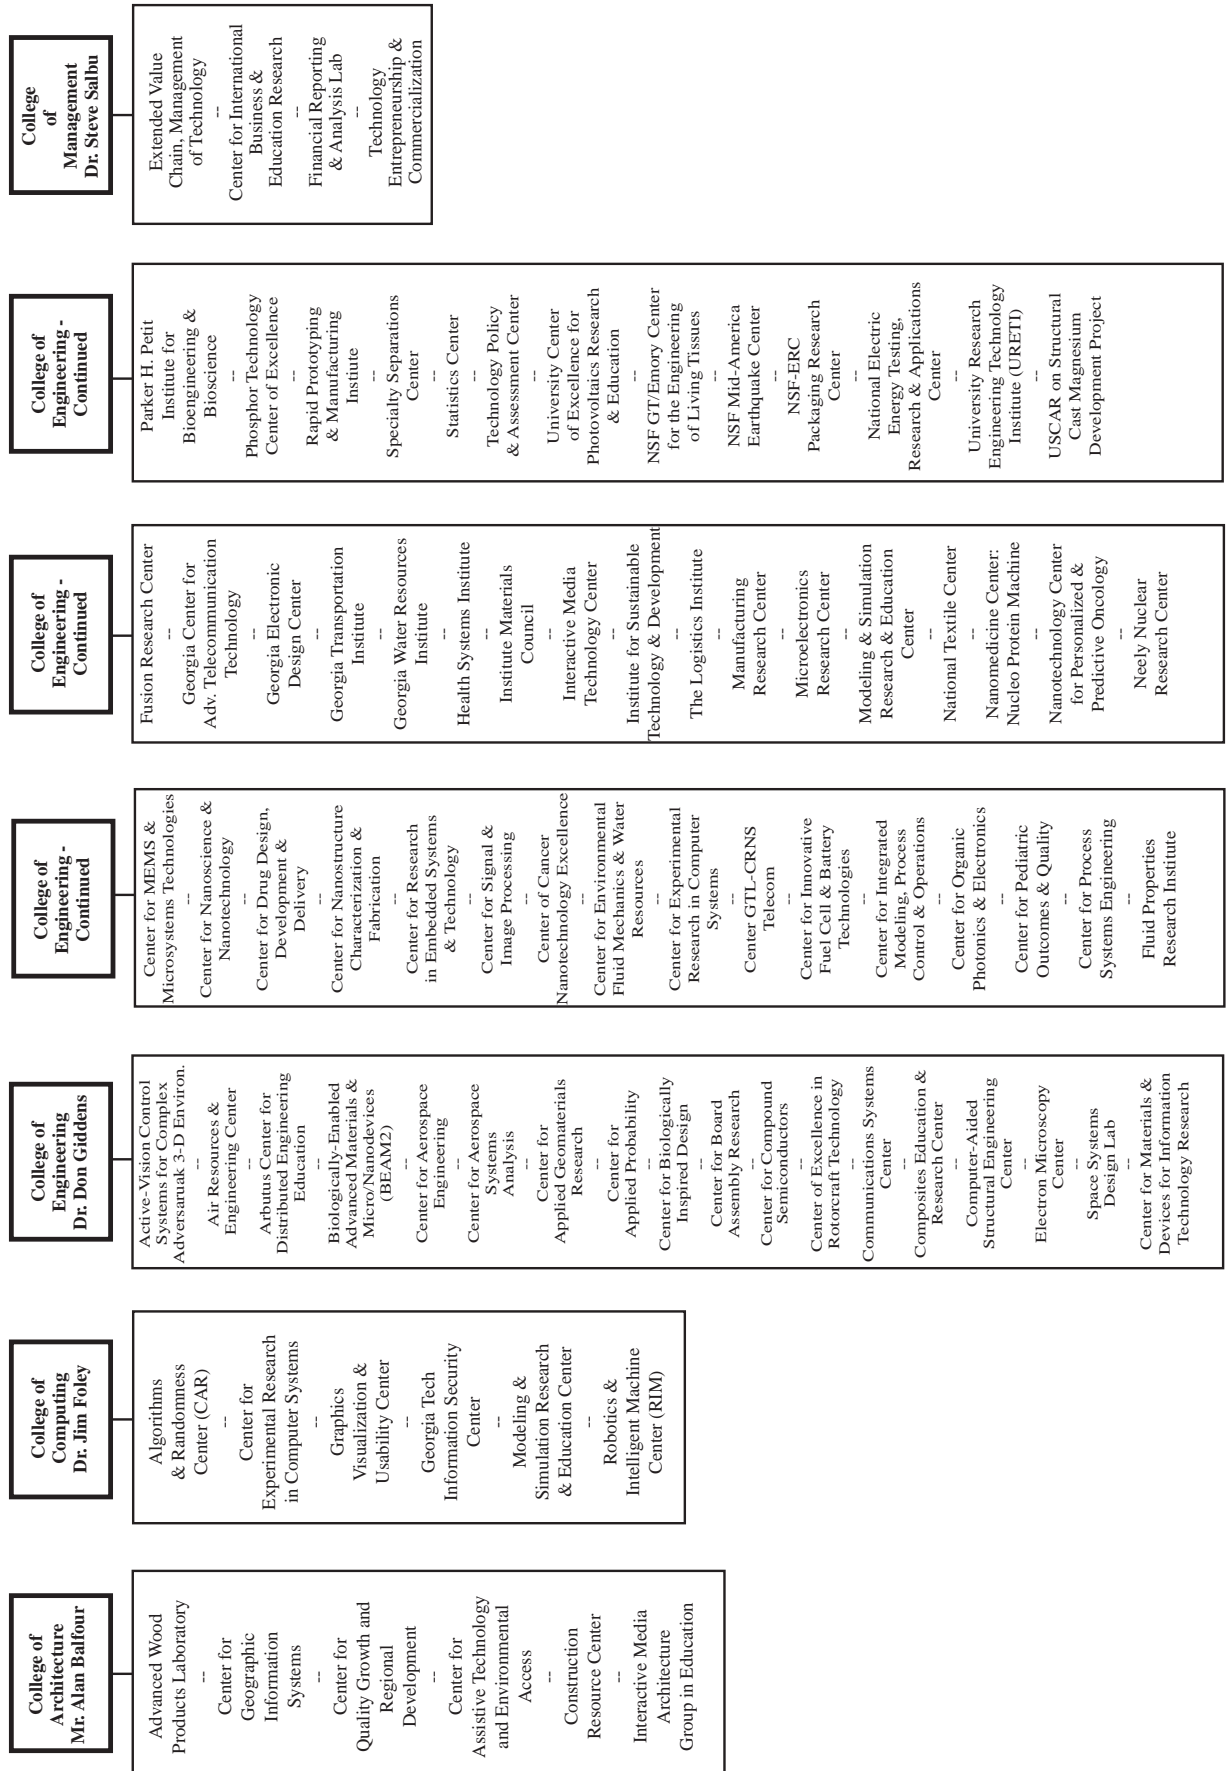 College of
Architecture
Mr. Alan Balfour
Advanced Wood
Products Laboratory
--
Center for
Geographic
Information
Systems
--
Center for
Quality Growth and
Regional
Development
--
Center for
Assistive Technology
and Environmental
Access
--
Construction
Resource Center
--
Interactive Media
Architecture
Group in Education
College of
Computing
Dr. Jim Foley
Algorithms
& Randomness
Center (CAR)
--
Center for
Experimental Research
in Computer Systems
--
Graphics
Visualization &
Usability Center
--
Georgia Tech
Information Security
Center
--
Modeling &
Simulation Research
& Education Center
--
Robotics &
Intelligent Machine
Center (RIM)
College of
Engineering
Dr. Don Giddens
Active-Vision Control
Systems for Complex
Adversaruak 3-D Environ.
--
Air Resources &
Engineering Center
--
Arbutus Center for
Distributed Engineering
Education
--
Biologically-Enabled
Advanced Materials &
Micro/Nanodevices
(BEAM2)
--
Center for Aerospace
Engineering
--
Center for Aerospace
Systems
Analysis
--
Center for
Applied Geomaterials
Research
--
Center for
Applied Probability
--
Center for Biologically
Inspired Design
--
Center for Board
Assembly Research
--
Center for Compound
Semiconductors
--
Center of Excellence in
Rotorcraft Technology
--
Communications Systems
Center
--
Composites Education &
Research Center
--
Computer-Aided
Structural Engineering
Center
--
Electron Microscopy
Center
--
Space Systems
Design Lab
--
Center for Materials &
Devices for Information
Technology Research
College of
Engineering -
Continued
Center for MEMS &
Microsystems Technologies
--
Center for Nanoscience &
Nanotechnology
--
Center for Drug Design,
Development &
Delivery
--
Center for Nanostructure
Characterization &
Fabrication
--
Center for Research
in Embedded Systems
& Technology
--
Center for Signal &
Image Processing
--
Center of Cancer
Nanotechnology Excellence
--
Center for Environmental
Fluid Mechanics & Water
Resources
--
Center for Experimental
Research in Computer
Systems
--
Center GTL-CRNS
Telecom
--
Center for Innovative
Fuel Cell & Battery
Technologies
--
Center for Integrated
Modeling, Process
Control & Operations
--
Center for Organic
Photonics & Electronics
--
Center for Pediatric
Outcomes & Quality
--
Center for Process
Systems Engineering
--
Fluid Properties
Research Institute
College of
Engineering -
Continued
Fusion Research Center
--
Georgia Center for
Adv. Telecommunication
Technology
--
Georgia Electronic
Design Center
--
Georgia Transportation
Institute
--
Georgia Water Resources
Institute
--
Health Systems Institute
--
Institute Materials
Council
--
Interactive Media
Technology Center
--
Institute for Sustainable
Technology & Development
--
The Logistics Institute
--
Manufacturing
Research Center
--
Microelectronics
Research Center
--
Modeling & Simulation
Research & Education
Center
--
National Textile Center
--
Nanomedicine Center:
Nucleo Protein Machine
--
Nanotechnology Center
for Personalized &
Predictive Oncology
--
Neely Nuclear
Research Center
College of
Engineering -
Continued
Parker H. Petit
Institute for
Bioengineering &
Bioscience
--
Phosphor Technology
Center of Excellence
--
Rapid Prototyping
& Manufacturing
Institute
--
Specialty Separations
Center
--
Statistics Center
--
Technology Policy
& Assessment Center
--
University Center
of Excellence for
Photovoltaics Research
& Education
--
NSF GT/Emory Center
for the Engineering
of Living Tissues
--
NSF Mid-America
Earthquake Center
--
NSF-ERC
Packaging Research
Center
--
National Electric
Energy Testing,
Research & Applications
Center
--
University Research
Engineering Technology
Institute (URETI)
--
USCAR on Structural
Cast Magnesium
Development Project
College
of
Management
Dr. Steve Salbu
Extended Value
Chain, Management
of Technology
--
Center for International
Business &
Education Research
--
Financial Reporting
& Analysis Lab
--
Technology
Entrepreneurship &
Commercialization